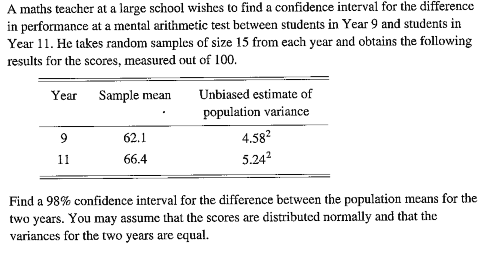 A maths teacher at a large school wishes to find a confidence interval for the difference
in performance at a mental arithmetic test between students in Year 9 and students in
Year 11. He takes random samples of size 15 from each year and obtains the following
results for the scores, measured out of 100.
Year Sample mean Unbiased estimate of
population variance
9 62.1 4.58²
11 66.4 5.24²
Find a 98% confidence interval for the difference between the population means for the
two years. You may assume that the scores are distributed normally and that the
variances for the two years are equal.